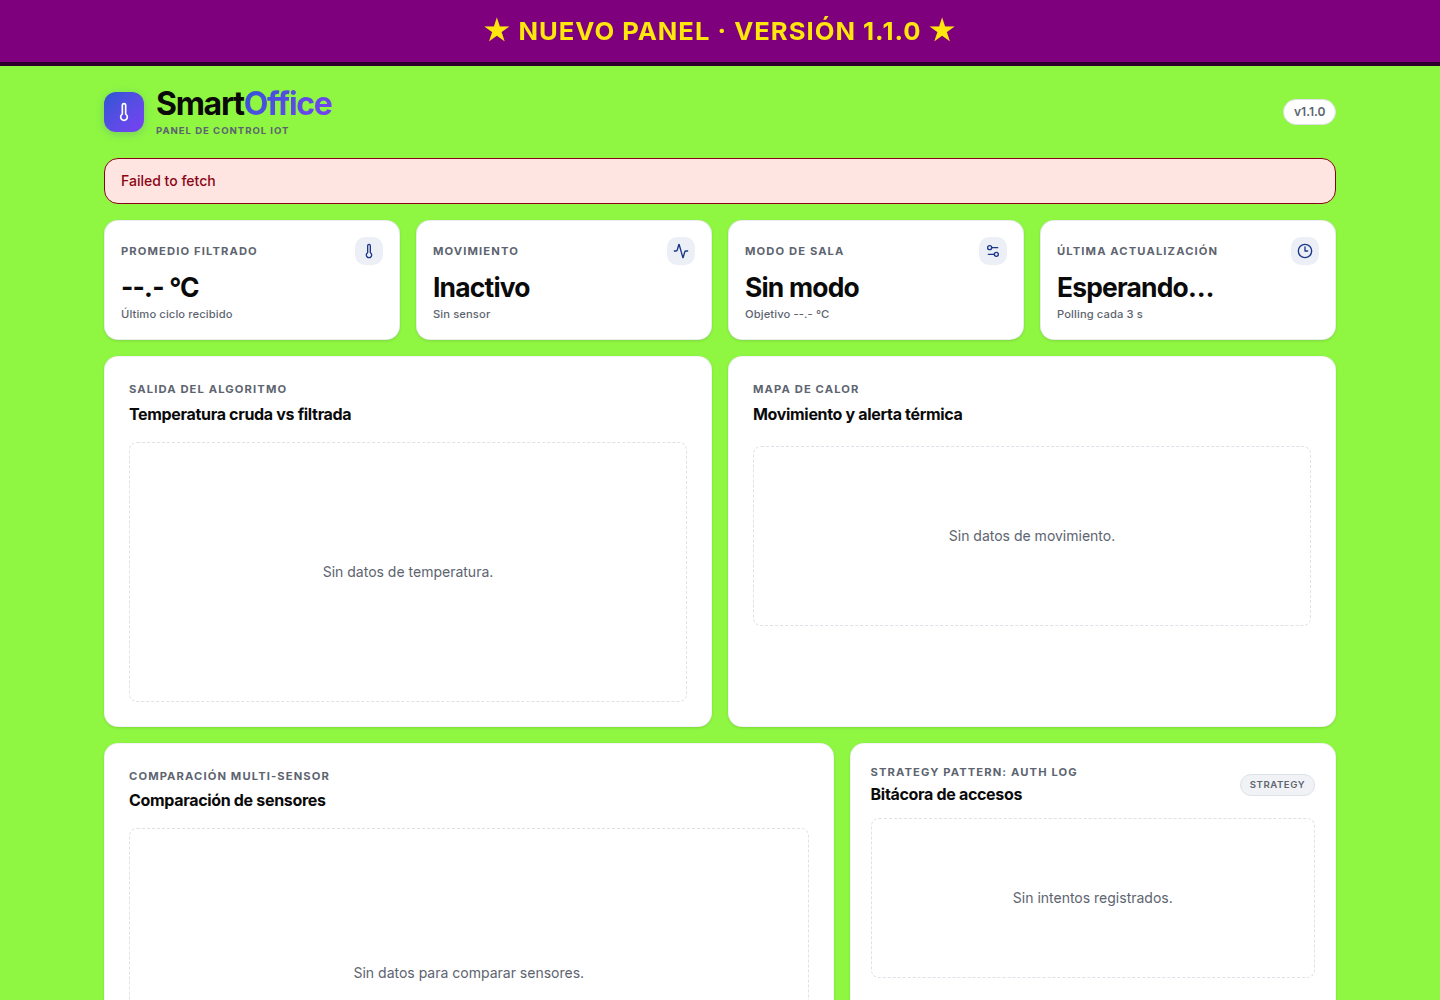 ★ NUEVO PANEL · VERSIÓN 1.1.0 ★
SmartOffice
PANEL DE CONTROL IOT
v1.1.0
Failed to fetch
PROMEDIO FILTRADO
--.- °C
Último ciclo recibido
MOVIMIENTO
Inactivo
Sin sensor
MODO DE SALA
Sin modo
Objetivo --.- °C
ÚLTIMA ACTUALIZACIÓN
Esperando...
Polling cada 3 s
SALIDA DEL ALGORITMO
Temperatura cruda vs filtrada
Sin datos de temperatura.
MAPA DE CALOR
Movimiento y alerta térmica
Sin datos de movimiento.
COMPARACIÓN MULTI-SENSOR
Comparación de sensores
Sin datos para comparar sensores.
STRATEGY PATTERN: AUTH LOG
Bitácora de accesos
STRATEGY
Sin intentos registrados.